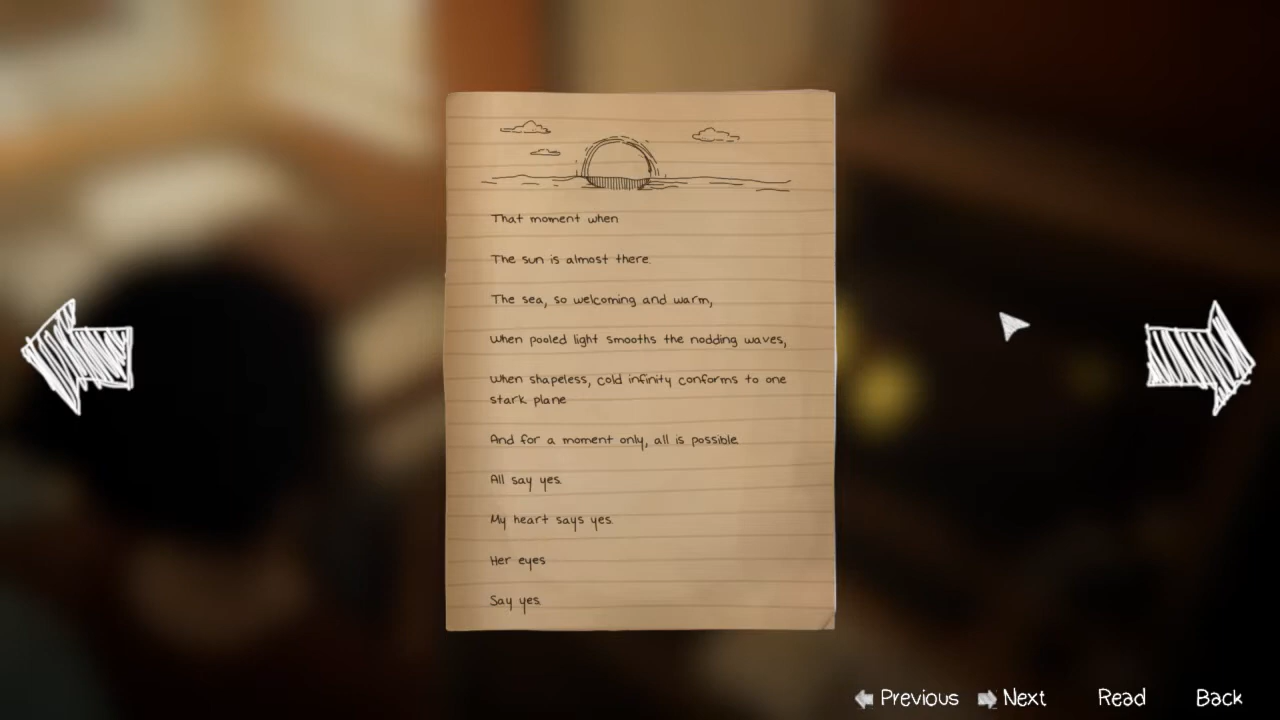 That moment when
The sun is almost there.
The sea, so welcoming and warm,
When pooled light smooths the nodding waves,
When shapeless, cold infinity conforms to one
stark plane
And for a moment only, all is possible.
All say yes.
My heart says yes.
Her eyes
Say yes.
Previous Next Read Back